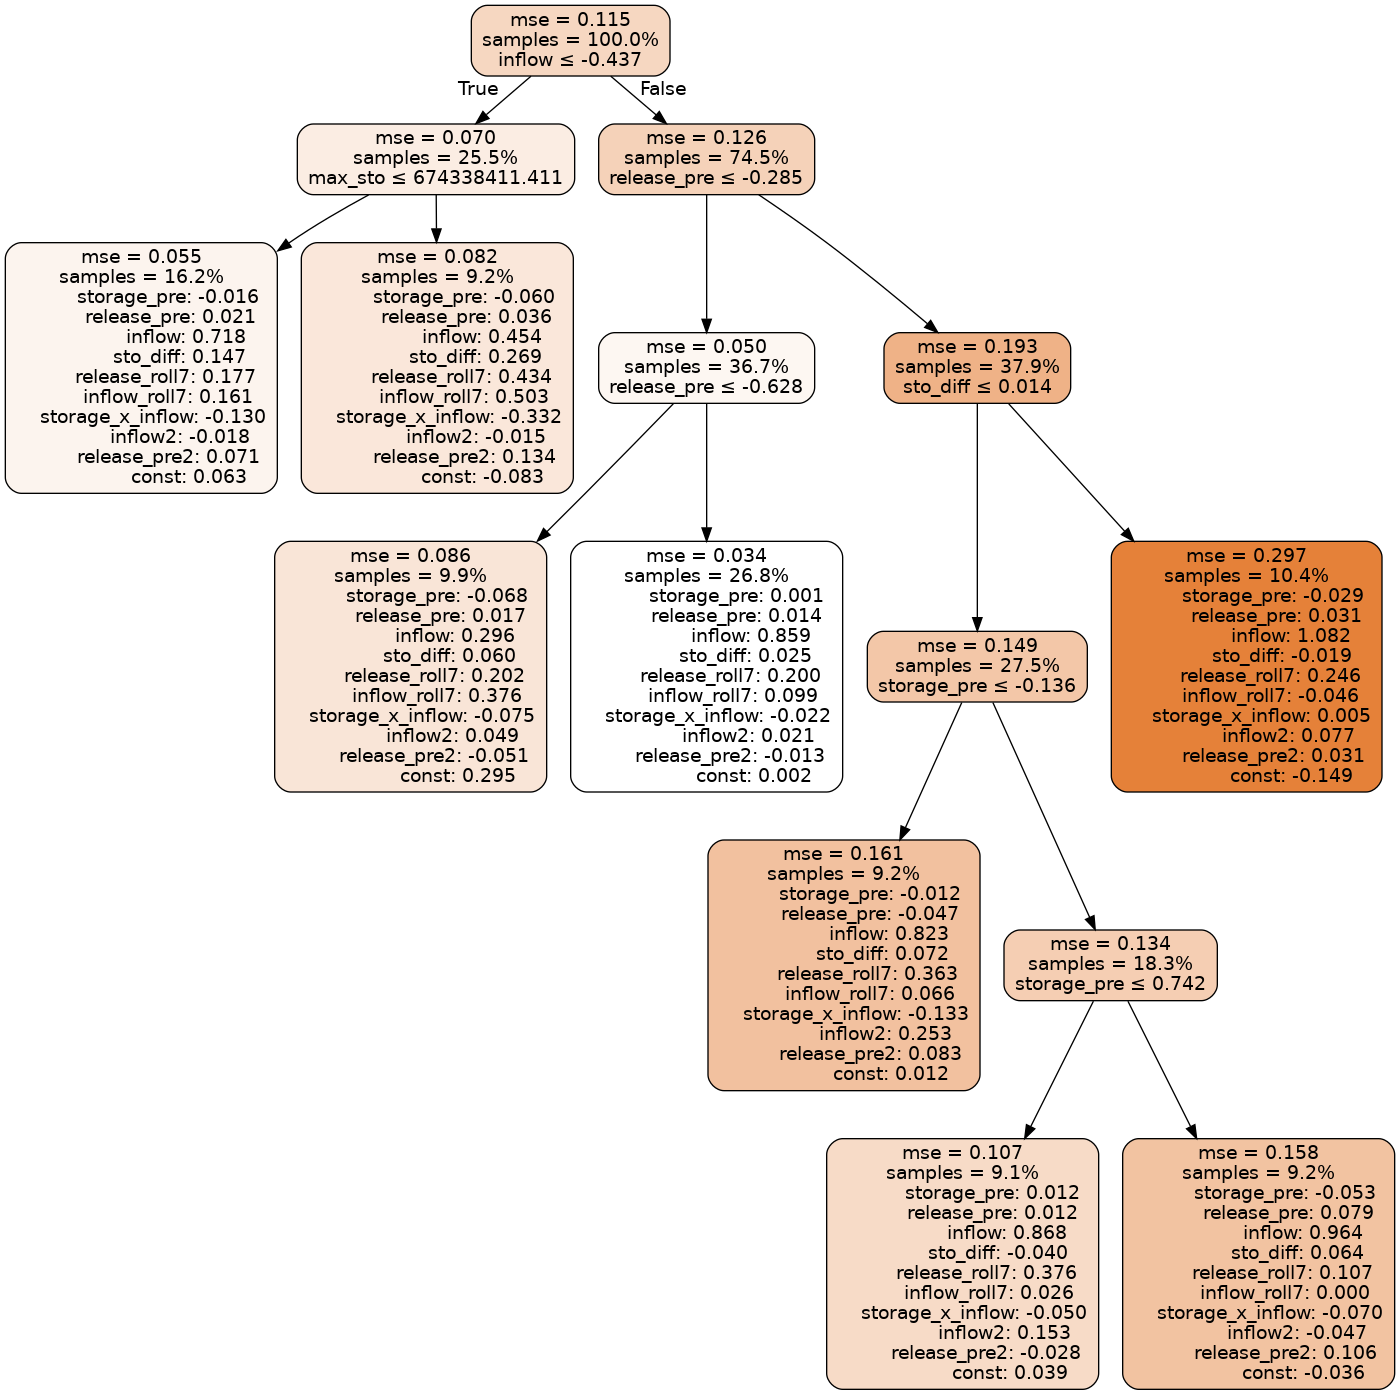 mse = 0.115
samples = 100.0%
inflow ≤ -0.437
True
False
mse = 0.070
samples = 25.5%
max_sto ≤ 674338411.411
mse = 0.126
samples = 74.5%
release_pre ≤ -0.285
mse = 0.055
samples = 16.2%
storage_pre: -0.016
release_pre: 0.021
inflow: 0.718
sto_diff: 0.147
release_roll7: 0.177
inflow_roll7: 0.161
storage_x_inflow: -0.130
inflow2: -0.018
release_pre2: 0.071
const: 0.063
mse = 0.082
samples = 9.2%
storage_pre: -0.060
release_pre: 0.036
inflow: 0.454
sto_diff: 0.269
release_roll7: 0.434
inflow_roll7: 0.503
storage_x_inflow: -0.332
inflow2: -0.015
release_pre2: 0.134
const: -0.083
mse = 0.050
samples = 36.7%
release_pre ≤ -0.628
mse = 0.193
samples = 37.9%
sto_diff ≤ 0.014
mse = 0.086
samples = 9.9%
storage_pre: -0.068
release_pre: 0.017
inflow: 0.296
sto_diff: 0.060
release_roll7: 0.202
inflow_roll7: 0.376
storage_x_inflow: -0.075
inflow2: 0.049
release_pre2: -0.051
const: 0.295
mse = 0.034
samples = 26.8%
storage_pre: 0.001
release_pre: 0.014
inflow: 0.859
sto_diff: 0.025
release_roll7: 0.200
inflow_roll7: 0.099
storage_x_inflow: -0.022
inflow2: 0.021
release_pre2: -0.013
const: 0.002
mse = 0.149
samples = 27.5%
storage_pre ≤ -0.136
mse = 0.297
samples = 10.4%
storage_pre: -0.029
release_pre: 0.031
inflow: 1.082
sto_diff: -0.019
release_roll7: 0.246
inflow_roll7: -0.046
storage_x_inflow: 0.005
inflow2: 0.077
release_pre2: 0.031
const: -0.149
mse = 0.161
samples = 9.2%
storage_pre: -0.012
release_pre: -0.047
inflow: 0.823
sto_diff: 0.072
release_roll7: 0.363
inflow_roll7: 0.066
storage_x_inflow: -0.133
inflow2: 0.253
release_pre2: 0.083
const: 0.012
mse = 0.134
samples = 18.3%
storage_pre ≤ 0.742
mse = 0.107
samples = 9.1%
storage_pre: 0.012
release_pre: 0.012
inflow: 0.868
sto_diff: -0.040
release_roll7: 0.376
inflow_roll7: 0.026
storage_x_inflow: -0.050
inflow2: 0.153
release_pre2: -0.028
const: 0.039
mse = 0.158
samples = 9.2%
storage_pre: -0.053
release_pre: 0.079
inflow: 0.964
sto_diff: 0.064
release_roll7: 0.107
inflow_roll7: 0.000
storage_x_inflow: -0.070
inflow2: -0.047
release_pre2: 0.106
const: -0.036